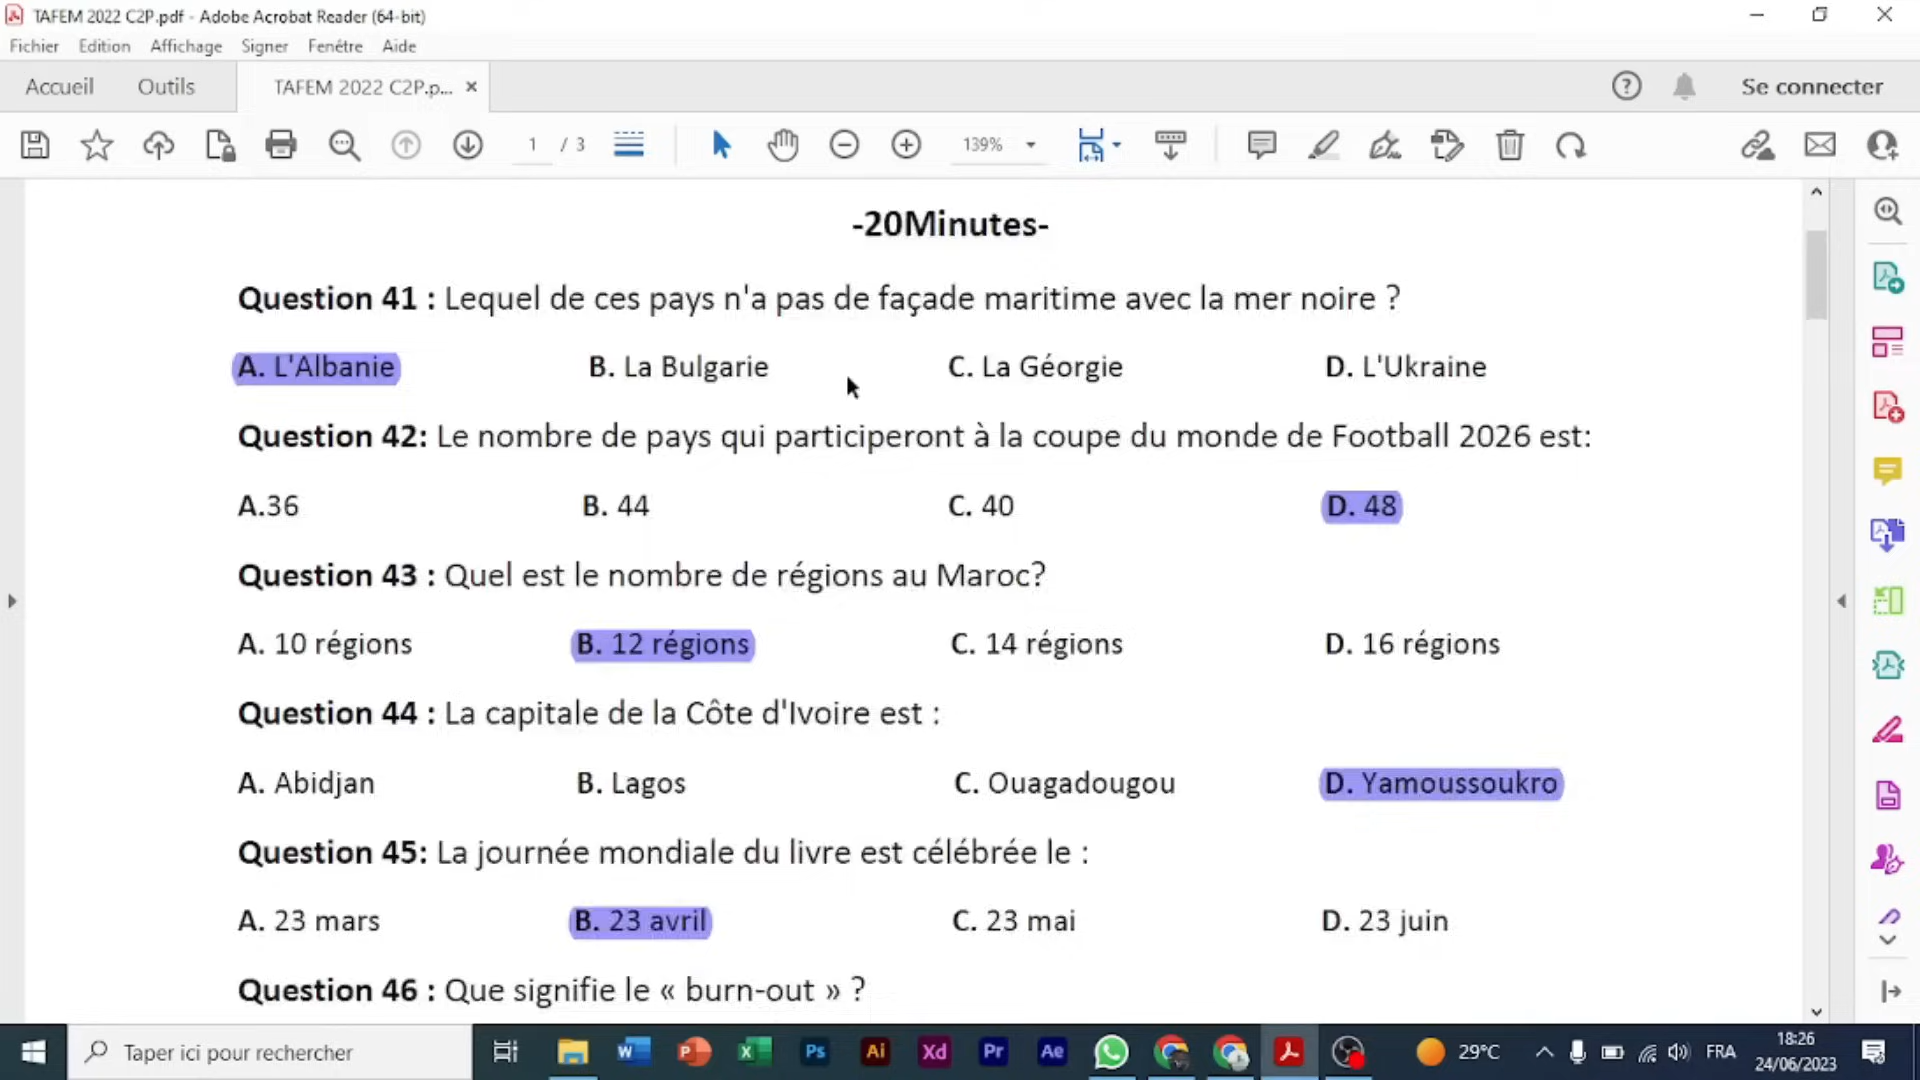 TAFEM 2022 C2P.pdf - Adobe Acrobat Reader (64-bit)
Fichier Edition Affichage Signer Fenêtre Aide
Accueil Outils TAFEM 2022 C2P.p... × ? Se connecter
1 / 3 139%
-20Minutes-
Question 41 : Lequel de ces pays n'a pas de façade maritime avec la mer noire ?
A. L'Albanie B. La Bulgarie C. La Géorgie D. L'Ukraine
Question 42: Le nombre de pays qui participeront à la coupe du monde de Football 2026 est:
A.36 B. 44 C. 40 D. 48
Question 43 : Quel est le nombre de régions au Maroc?
A. 10 régions B. 12 régions C. 14 régions D. 16 régions
Question 44 : La capitale de la Côte d'Ivoire est :
A. Abidjan B. Lagos C. Ouagadougou D. Yamoussoukro
Question 45: La journée mondiale du livre est célébrée le :
A. 23 mars B. 23 avril C. 23 mai D. 23 juin
Question 46 : Que signifie le « burn-out » ?
Taper ici pour rechercher Ps Ai Xd Pr Ae 29°C FRA 18:26
24/06/2023